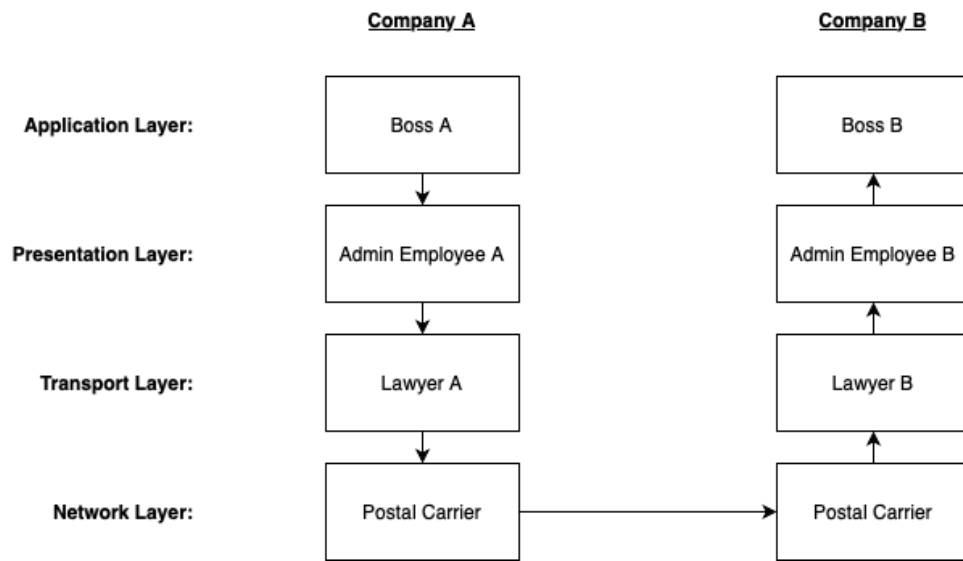 Company A
Company B
Application Layer:
Boss A
Boss B
Presentation Layer:
Admin Employee A
Admin Employee B
Transport Layer:
Lawyer A
Lawyer B
Network Layer:
Postal Carrier
Postal Carrier